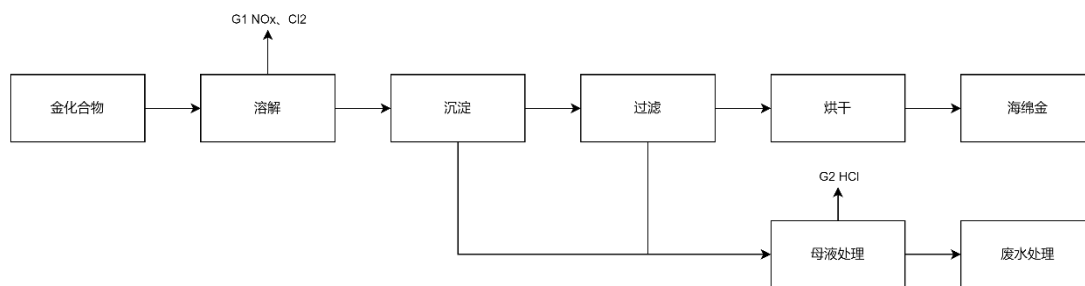 G1 NOx、Cl2
金化合物
溶解
沉淀
过滤
烘干
海绵金
G2 HCl
母液处理
废水处理